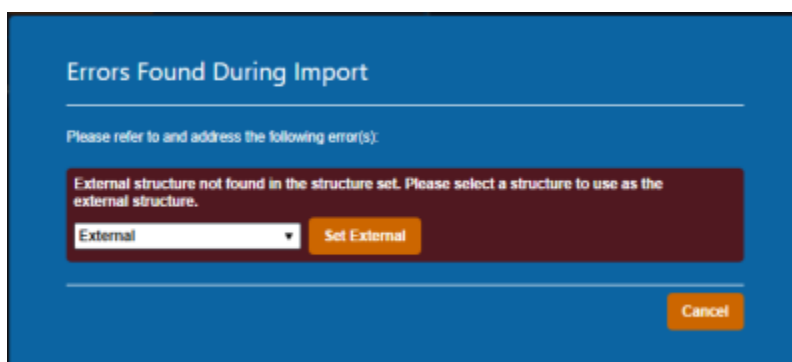 Errors Found During Import
Please refer to and address the following error(s):
External structure not found in the structure set. Please select a structure to use as the
external structure.
External
Set External
Cancel